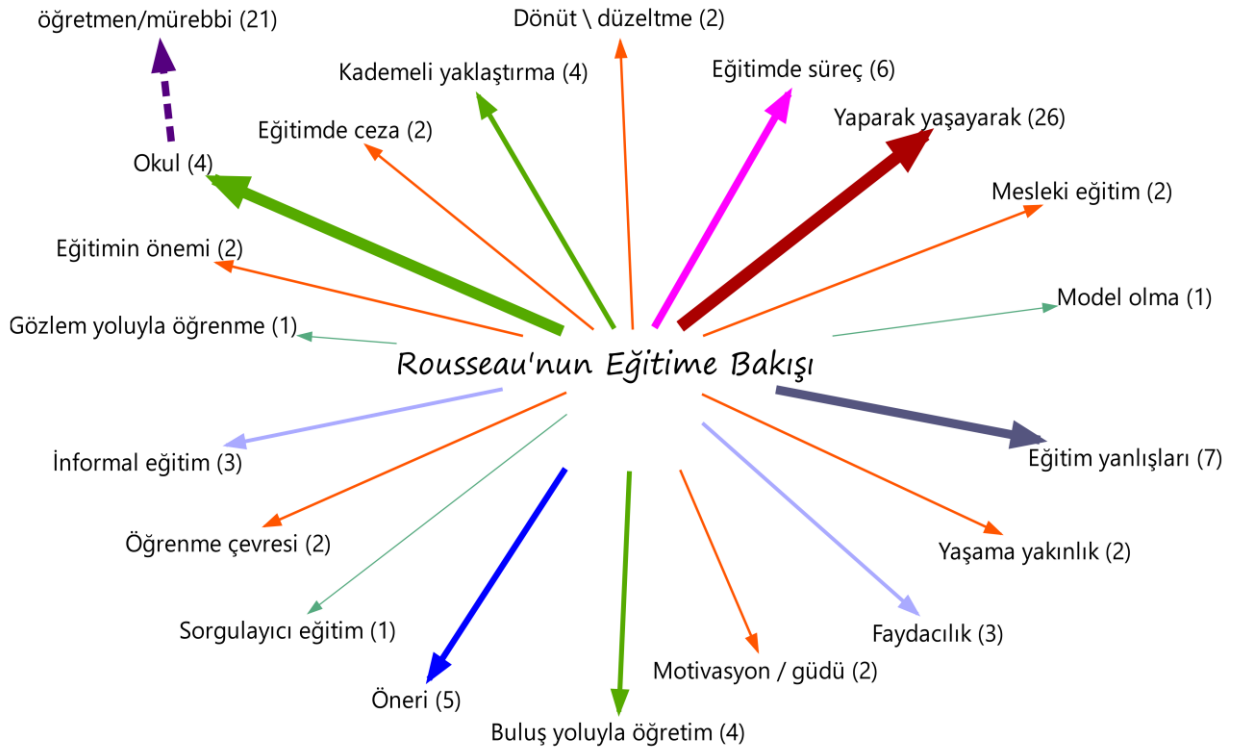 öğretmen/mürebbi (21)
Dönüt \ düzeltme (2)
Kademeli yaklaştırma (4)
Eğitimde süreç (6)
Eğitimde ceza (2)
Yaparak yaşayarak (26)
Okul (4)
Mesleki eğitim (2)
Eğitimin önemi (2)
Model olma (1)
Gözlem yoluyla öğrenme (1)
Rousseau'nun Eğitime Bakışı
İnformal eğitim (3)
Eğitim yanlışları (7)
Öğrenme çevresi (2)
Yaşama yakınlık (2)
Sorgulayıcı eğitim (1)
Faydacılık (3)
Motivasyon / güdü (2)
Öneri (5)
Buluş yoluyla öğretim (4)